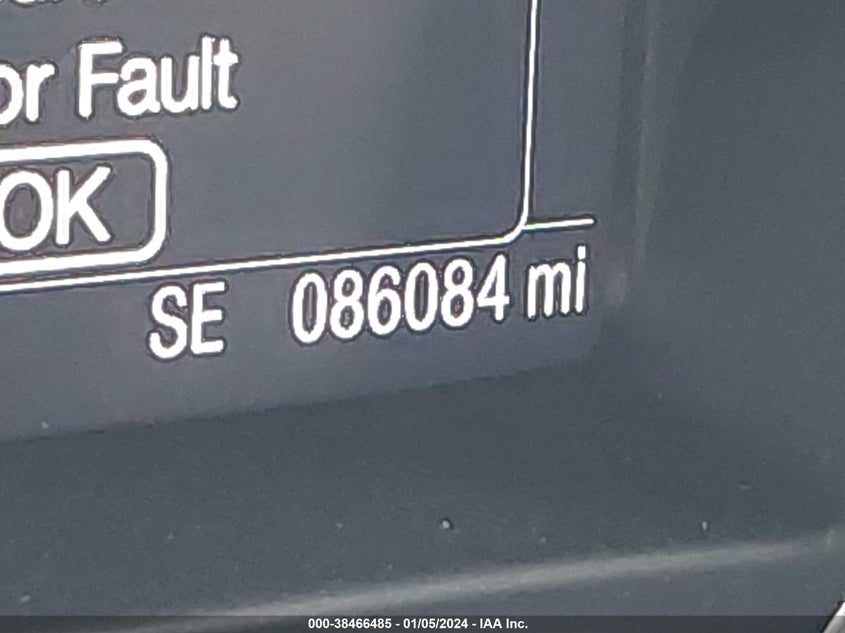 or Fault
OK
SE 086084 mi
000-38466485 - 01/05/2024 - IAA Inc.